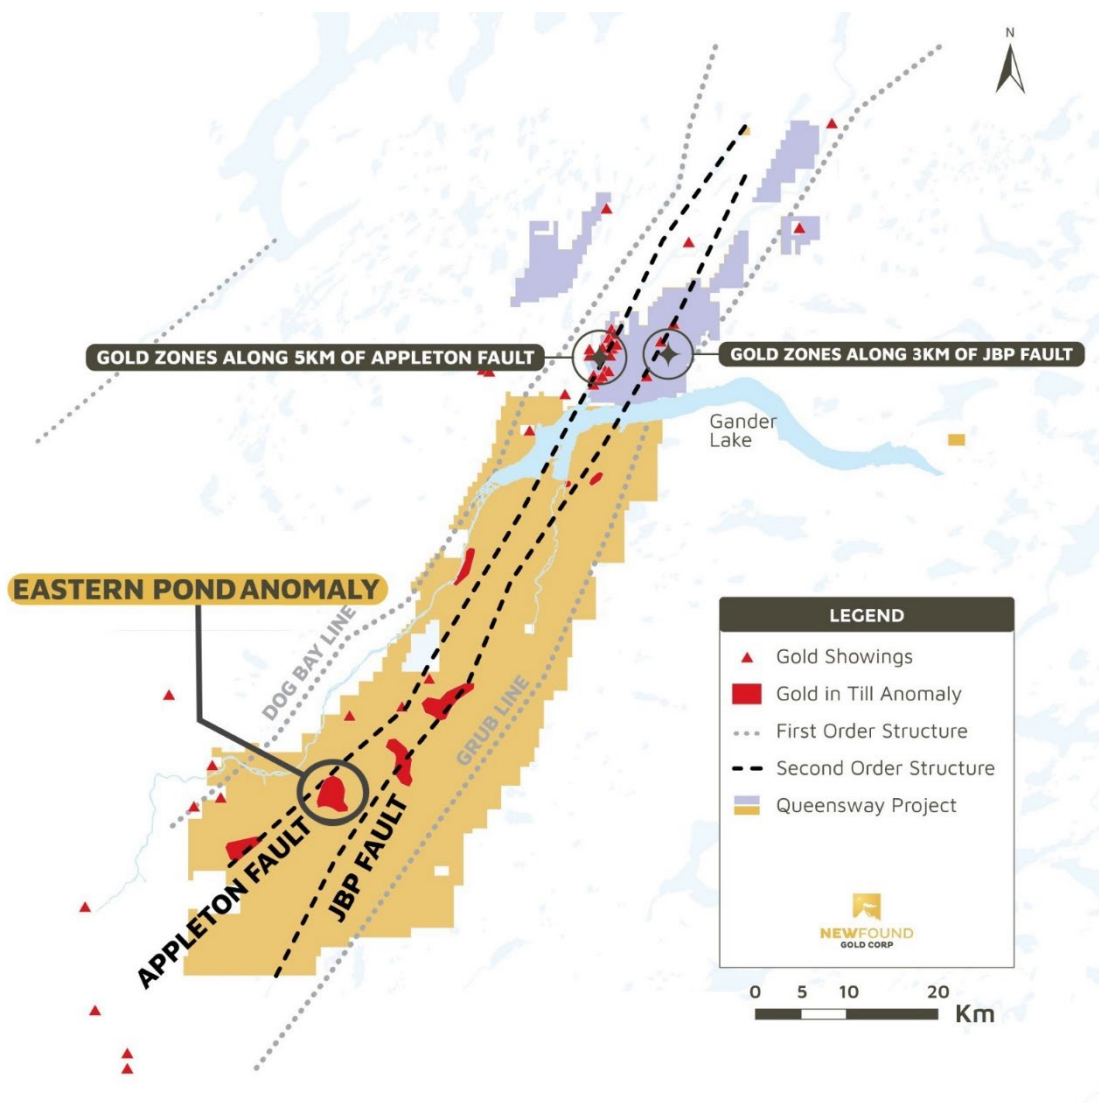 N
GOLD ZONES ALONG 5KM OF APPLETON FAULT
GOLD ZONES ALONG 3KM OF JBP FAULT
Gander
Lake
EASTERN POND ANOMALY
DOG BAY LINE
GRUB LINE
APPLETON FAULT
JBP FAULT
LEGEND
Gold Showings
Gold in Till Anomaly
First Order Structure
Second Order Structure
Queensway Project
NEWFOUND
GOLD CORP
0 5 10 20
Km